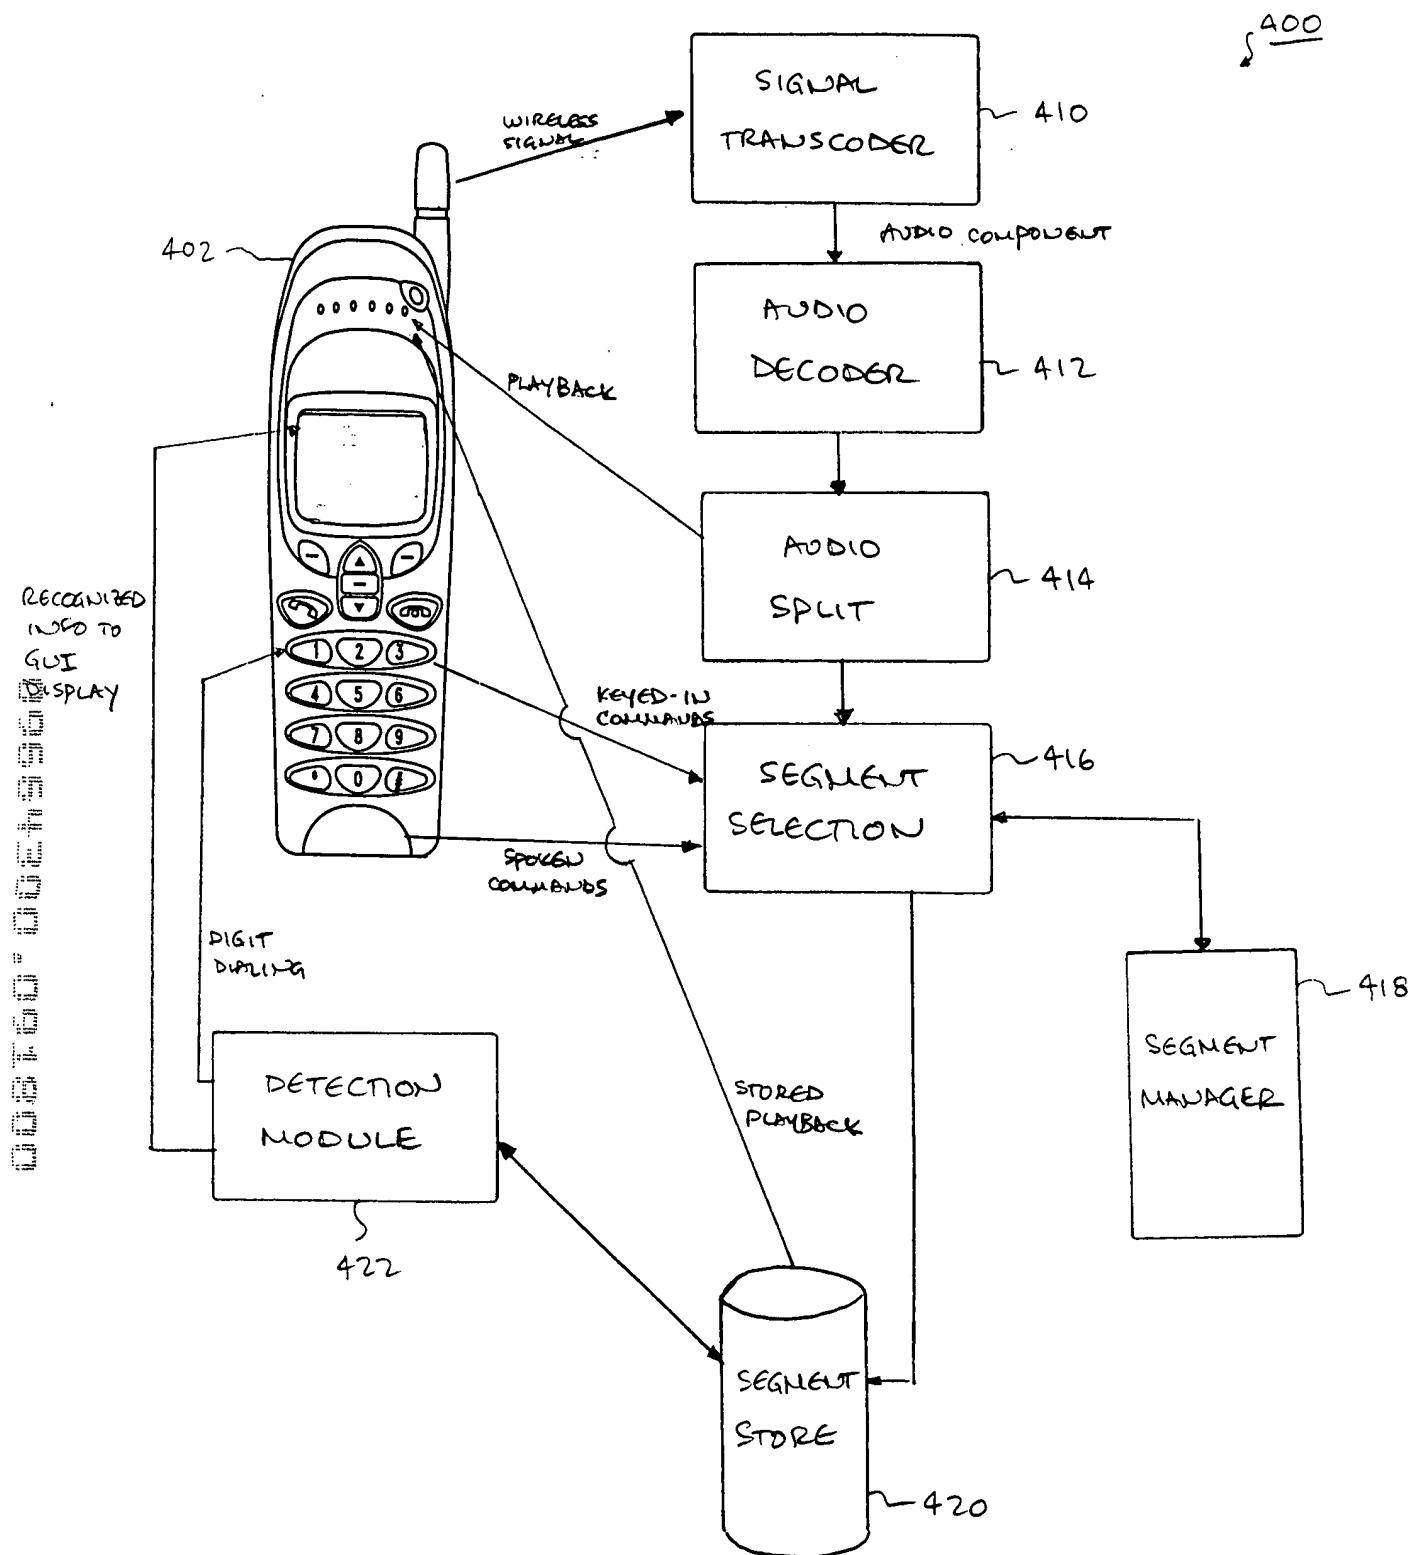 400
SIGNAL
TRANSCODER
410
WIRELESS
SIGNAL
AUDIO COMPONENT
402
AUDIO
DECODER
412
PLAYBACK
AUDIO
SPLIT
414
RECOGNIZED
INFO TO
GUI
DISPLAY
1 2 3
4 5 6
7 8 9
* 0 #
KEYED-IN
COMMANDS
SEGMENT
SELECTION
416
SPOKEN
COMMANDS
DIGIT
DIALING
SEGMENT
MANAGER
418
DETECTION
MODULE
422
STORED
PLAYBACK
SEGMENT
STORE
420